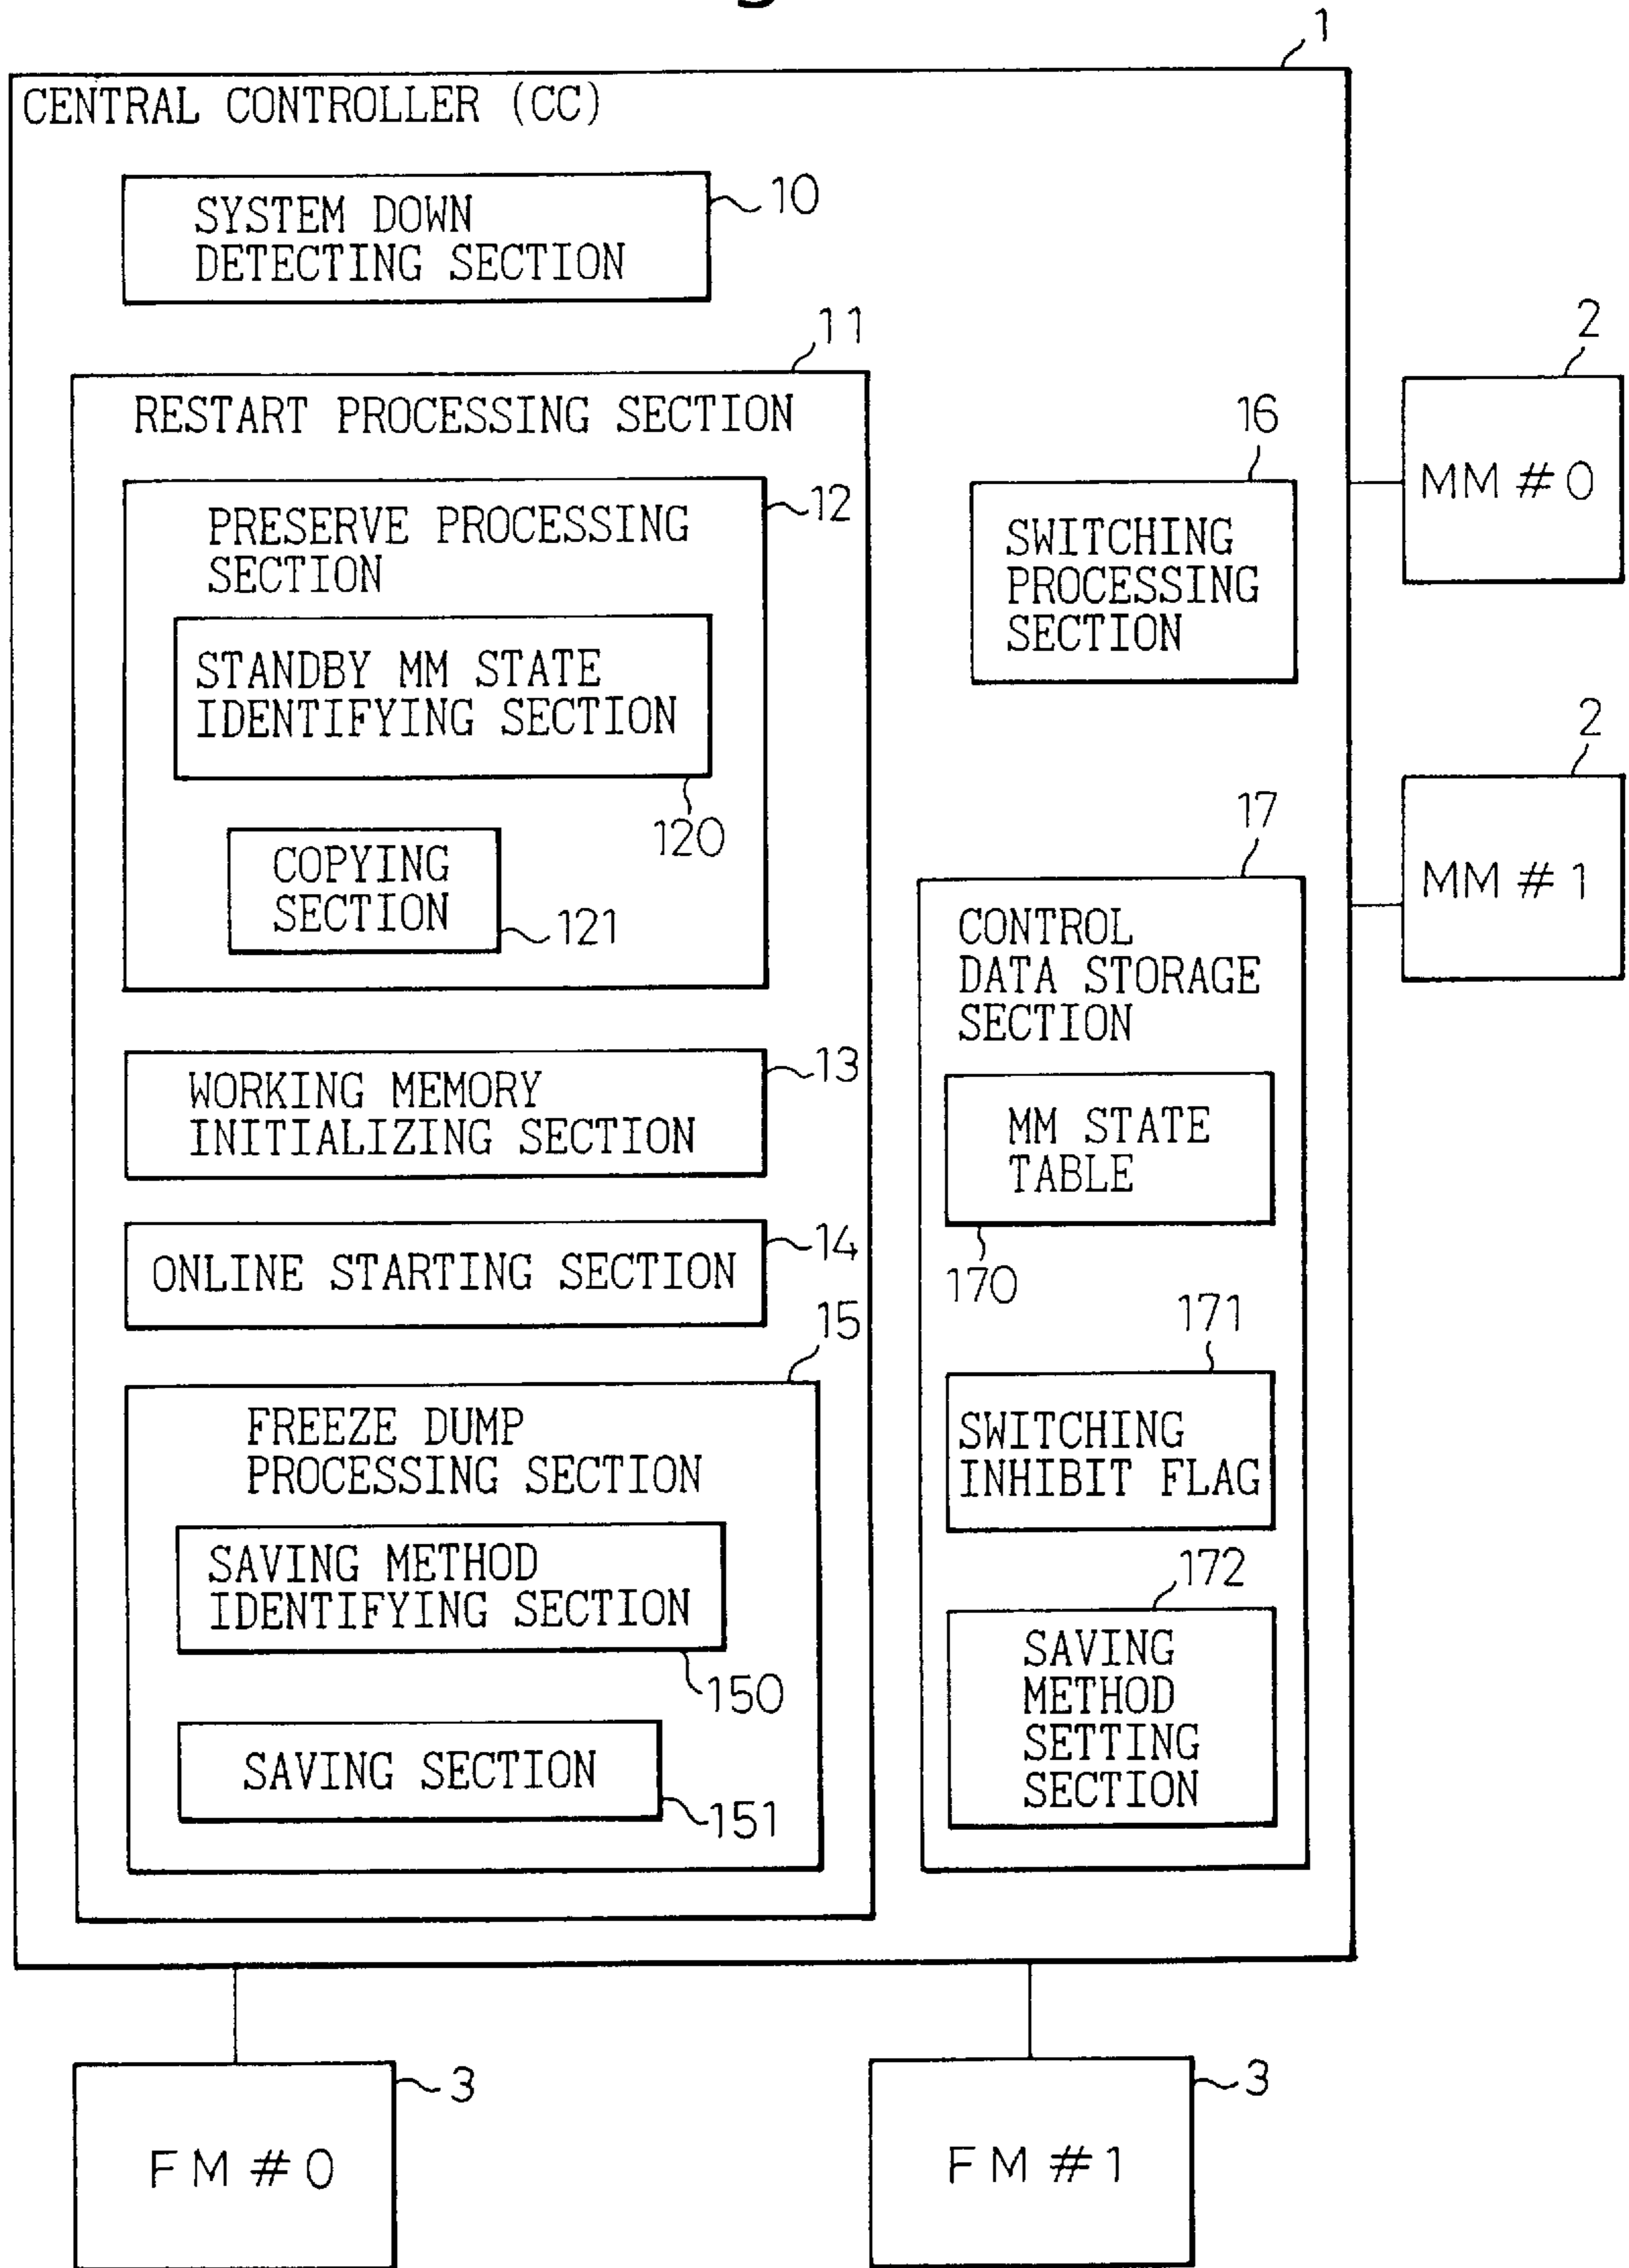 1
CENTRAL CONTROLLER (CC)
SYSTEM DOWN
DETECTING SECTION
10
11
RESTART PROCESSING SECTION
12
PRESERVE PROCESSING
SECTION
STANDBY MM STATE
IDENTIFYING SECTION
120
COPYING
SECTION
121
13
WORKING MEMORY
INITIALIZING SECTION
14
ONLINE STARTING SECTION
15
FREEZE DUMP
PROCESSING SECTION
SAVING METHOD
IDENTIFYING SECTION
150
SAVING SECTION
151
16
SWITCHING
PROCESSING
SECTION
17
CONTROL
DATA STORAGE
SECTION
MM STATE
TABLE
170
171
SWITCHING
INHIBIT FLAG
172
SAVING
METHOD
SETTING
SECTION
2
MM #0
2
MM #1
3
FM #0
3
FM #1